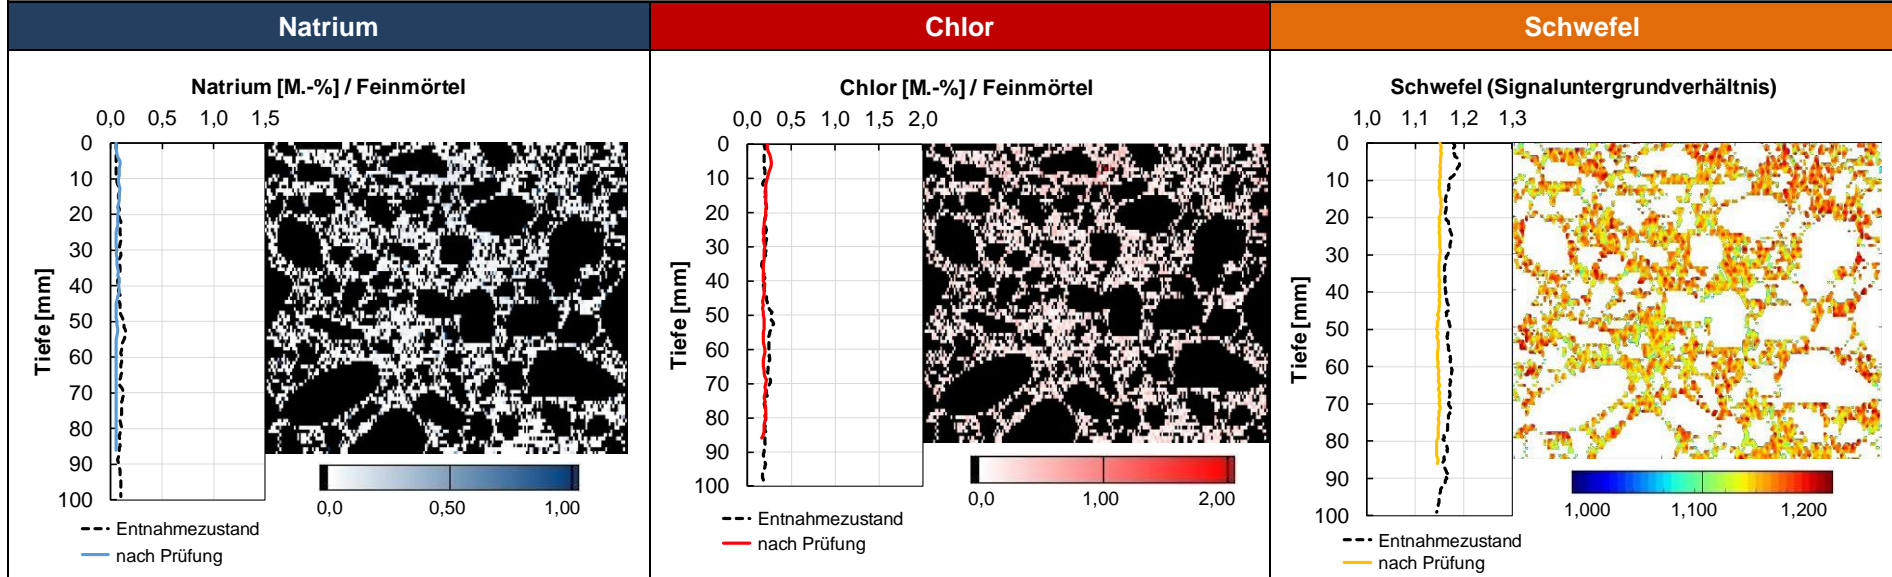 Natrium
Natrium [M.-%] / Feinmörtel
0,0 0,5 1,0 1,5
0
10
20
30
40
50
60
70
80
90
100
Tiefe [mm]
0,0 0,50 1,00
Entnahmezustand
nach Prüfung
Chlor
Chlor [M.-%] / Feinmörtel
0,0 0,5 1,0 1,5 2,0
0
10
20
30
40
50
60
70
80
90
100
Tiefe [mm]
0,0 1,00 2,00
Entnahmezustand
nach Prüfung
Schwefel
Schwefel (Signaluntergrundverhältnis)
1,0 1,1 1,2 1,3
0
10
20
30
40
50
60
70
80
90
100
Tiefe [mm]
1,000 1,100 1,200
Entnahmezustand
nach Prüfung